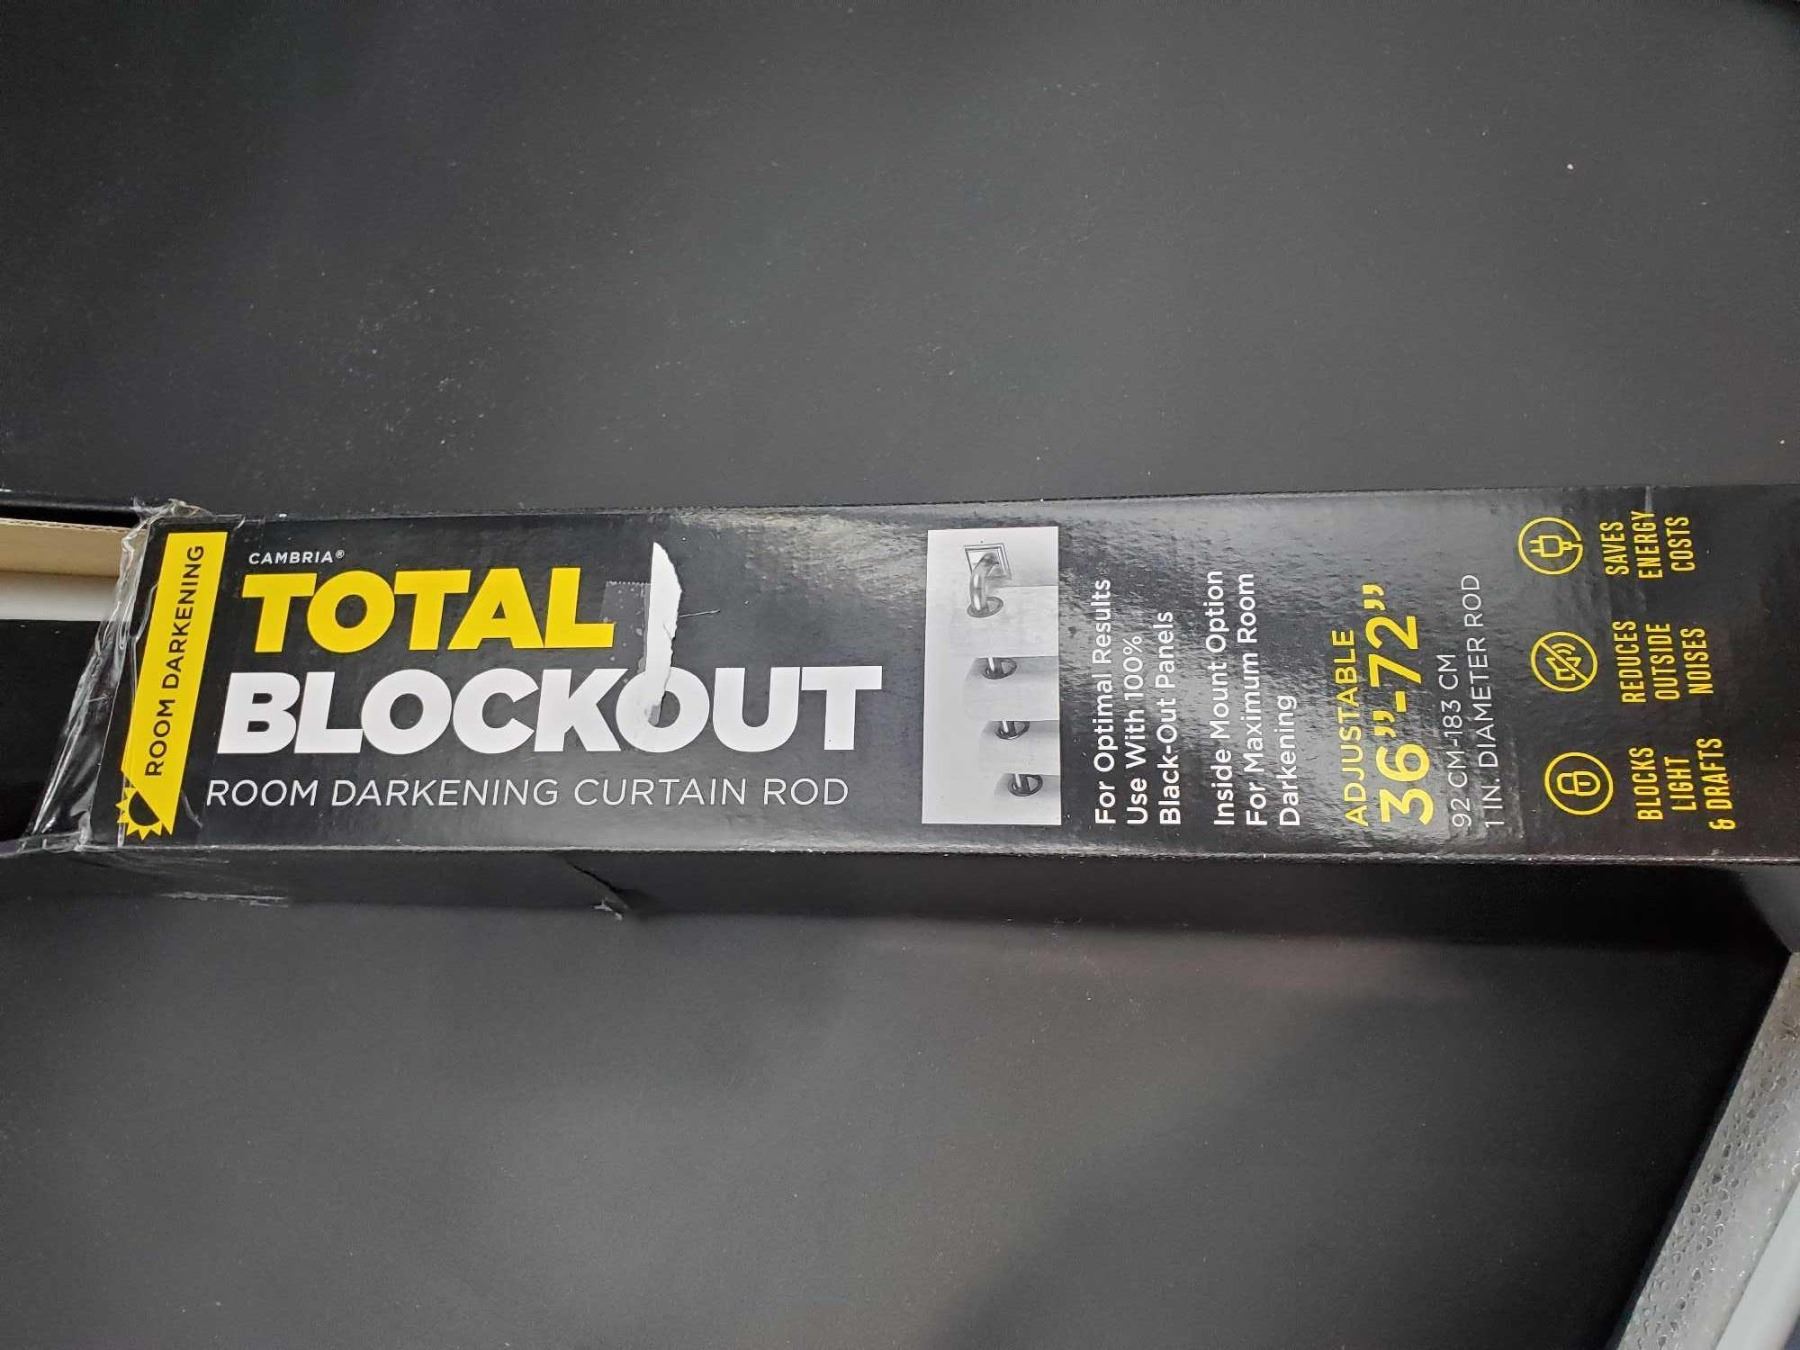 ROOM DARKENING
CAMBRIA®
TOTAL
BLOCKOUT
ROOM DARKENING CURTAIN ROD
For Optimal Results
Use With 100%
Black-Out Panels
Inside Mount Option
For Maximum Room
Darkening
ADJUSTABLE
36”-72”
92 CM-183 CM
1 IN. DIAMETER ROD
BLOCKS
LIGHT
& DRAFTS
REDUCES
OUTSIDE
NOISES
SAVES
ENERGY
COSTS